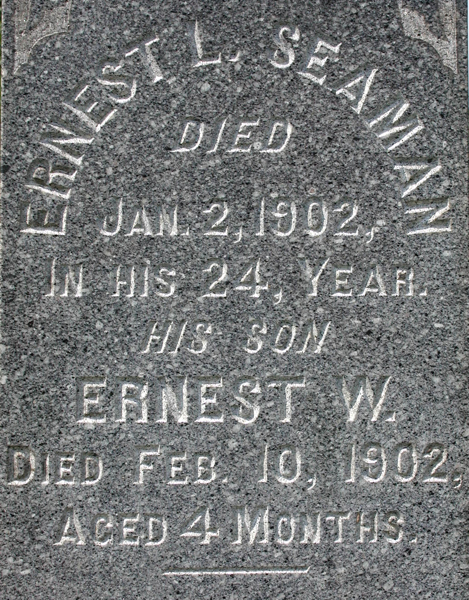 ERNEST L. SEAMAN
DIED
JAN. 2, 1902,
IN HIS 24, YEAR.
HIS SON
ERNEST W.
DIED FEB. 10, 1902,
AGED 4 MONTHS.